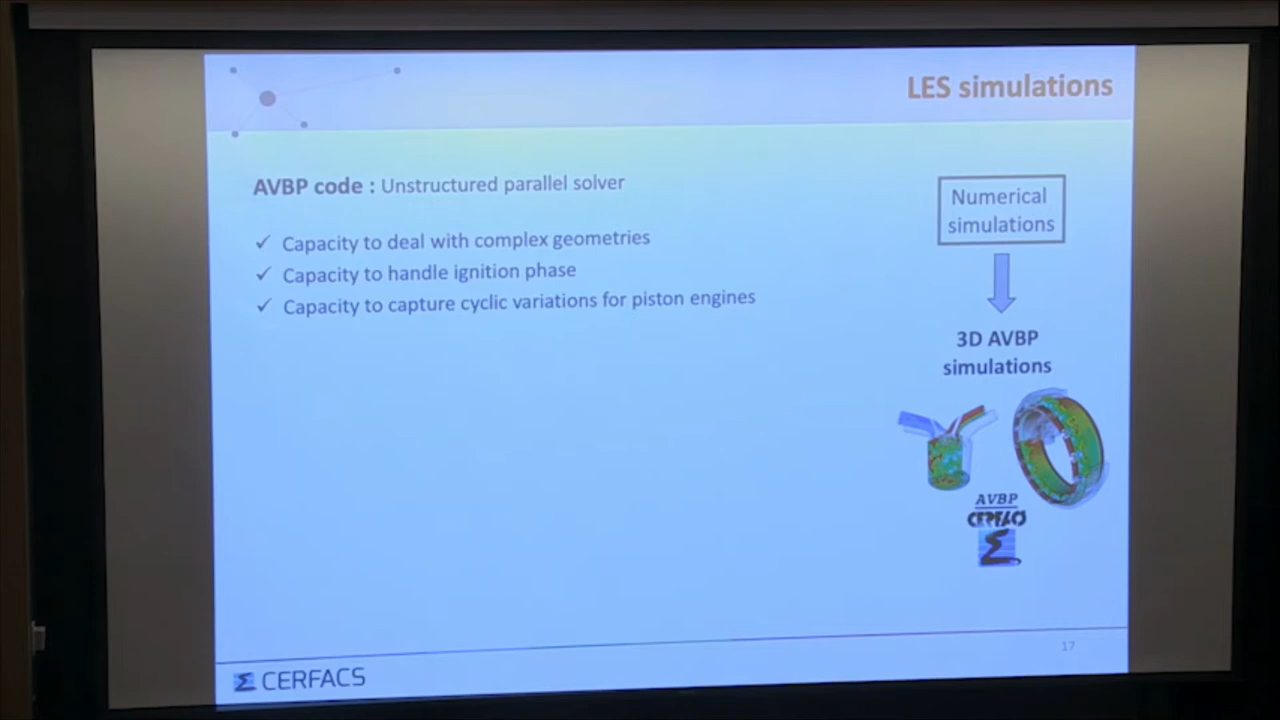 LES simulations
AVBP code : Unstructured parallel solver
✓ Capacity to deal with complex geometries
✓ Capacity to handle ignition phase
✓ Capacity to capture cyclic variations for piston engines
Numerical
simulations
3D AVBP
simulations
AVBP
CERFACS
17
CERFACS